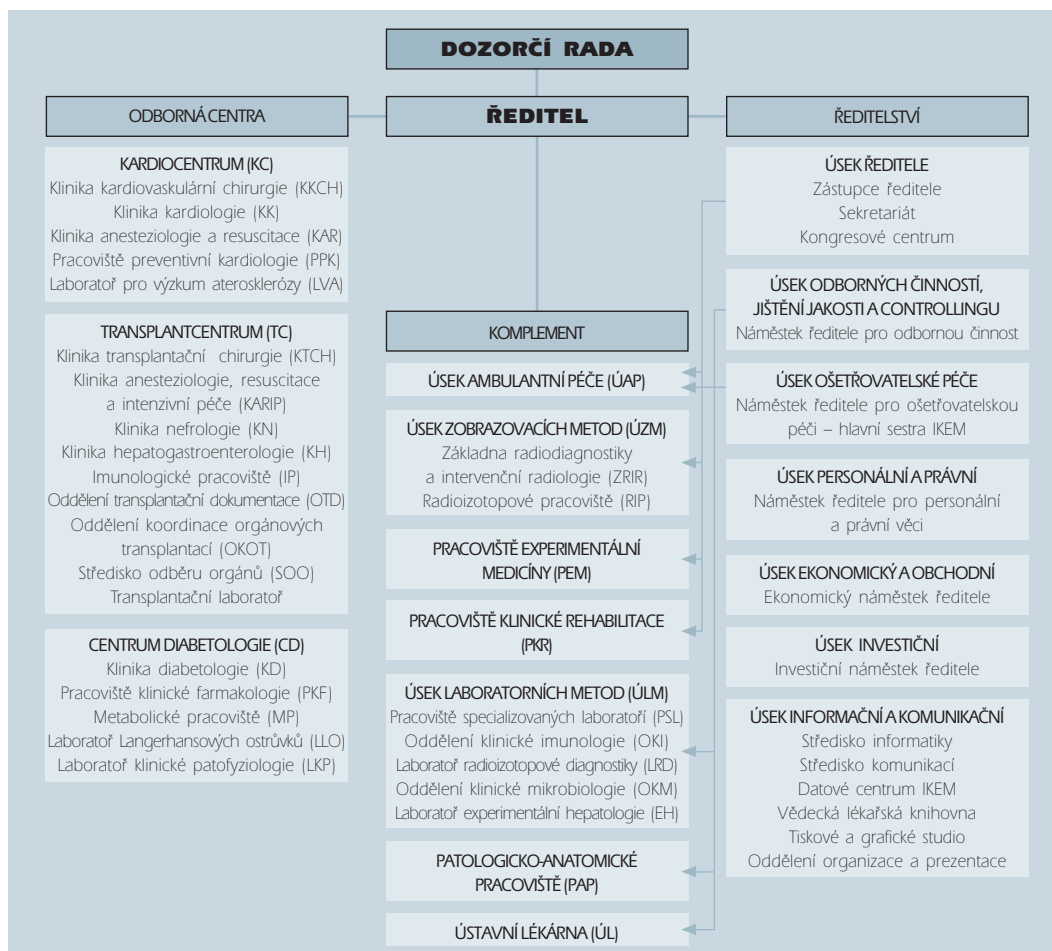 DOZORČÍ RADA
ODBORNÁ CENTRA
ŘEDITEL
ŘEDITELSTVÍ
KARDIOCENTRUM (KC)
Klinika kardiovaskulární chirurgie (KKCH)
Klinika kardiologie (KK)
Klinika anesteziologie a resuscitace (KAR)
Pracoviště preventivní kardiologie (PPK)
Laboratoř pro výzkum aterosklerózy (LVA)
TRANSPLANTCENTRUM (TC)
Klinika transplantační chirurgie (KTCH)
Klinika anesteziologie, resuscitace
a intenzivní péče (KARIP)
Klinika nefrologie (KN)
Klinika hepatogastroenterologie (KH)
Imunologické pracoviště (IP)
Oddělení transplantační dokumentace (OTD)
Oddělení koordinace orgánových
transplantací (OKOT)
Středisko odběru orgánů (SOO)
Transplantační laboratoř
CENTRUM DIABETOLOGIE (CD)
Klinika diabetologie (KD)
Pracoviště klinické farmakologie (PKF)
Metabolické pracoviště (MP)
Laboratoř Langerhansových ostrůvků (LLO)
Laboratoř klinické patofyziologie (LKP)
KOMPLEMENT
ÚSEK AMBULANTNÍ PÉČE (ÚAP)
ÚSEK ZOBRAZOVACÍCH METOD (ÚZM)
Základna radiodiagnostiky
a intervenční radiologie (ZRIR)
Radioizotopové pracoviště (RIP)
PRACOVIŠTĚ EXPERIMENTÁLNÍ
MEDICÍNY (PEM)
PRACOVIŠTĚ KLINICKÉ REHABILITACE
(PKR)
ÚSEK LABORATORNÍCH METOD (ÚLM)
Pracoviště specializovaných laboratoří (PSL)
Oddělení klinické imunologie (OKI)
Laboratoř radioizotopové diagnostiky (LRD)
Oddělení klinické mikrobiologie (OKM)
Laboratoř experimentální hepatologie (EH)
PATOLOGICKO-ANATOMICKÉ
PRACOVIŠTĚ (PAP)
ÚSTAVNÍ LÉKÁRNA (ÚL)
ÚSEK ŘEDITELE
Zástupce ředitele
Sekretariát
Kongresové centrum
ÚSEK ODBORNÝCH ČINNOSTÍ,
JIŠTĚNÍ JAKOSTI A CONTROLLINGU
Náměstek ředitele pro odbornou činnost
ÚSEK OŠETŘOVATELSKÉ PÉČE
Náměstek ředitele pro ošetřovatelskou
péči – hlavní sestra IKEM
ÚSEK PERSONÁLNÍ A PRÁVNÍ
Náměstek ředitele pro personální
a právní věci
ÚSEK EKONOMICKÝ A OBCHODNÍ
Ekonomický náměstek ředitele
ÚSEK INVESTIČNÍ
Investiční náměstek ředitele
ÚSEK INFORMAČNÍ A KOMUNIKAČNÍ
Středisko informatiky
Středisko komunikací
Datové centrum IKEM
Vědecká lékařská knihovna
Tiskové a grafické studio
Oddělení organizace a prezentace